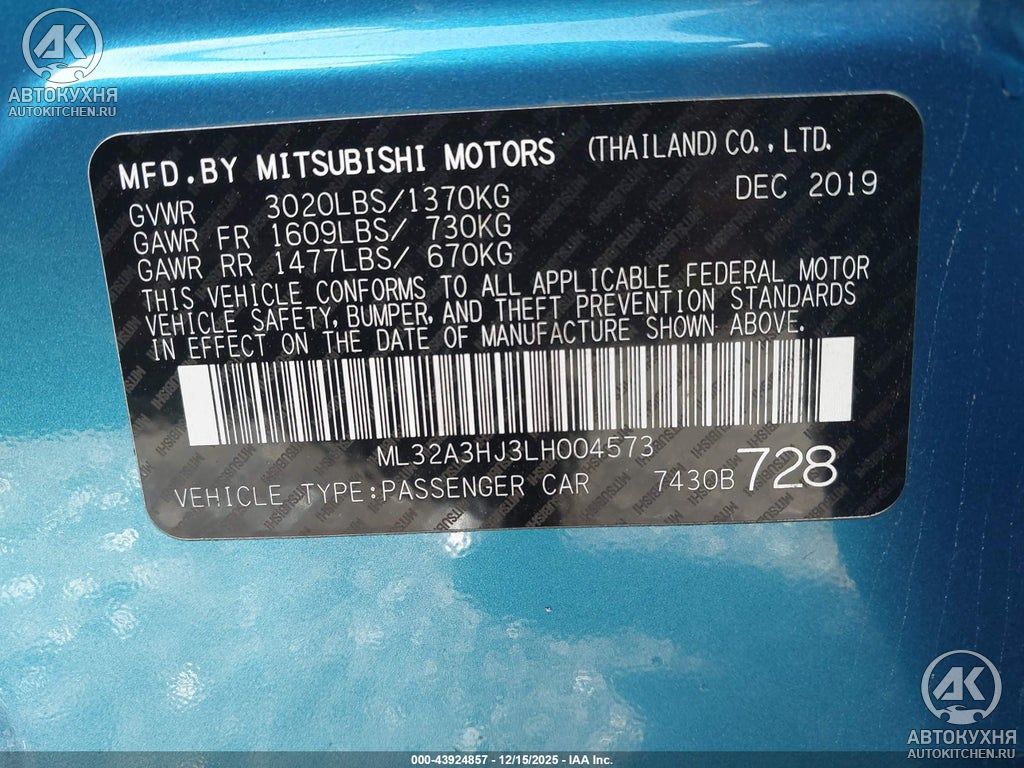 АК
АВТОКУХНЯ
AUTOKITCHEN.RU
MFD.BY MITSUBISHI MOTORS (THAILAND) CO.,LTD.
DEC 2019
GVWR 3020LBS/1370KG
GAWR FR 1609LBS/ 730KG
GAWR RR 1477LBS/ 670KG
THIS VEHICLE CONFORMS TO ALL APPLICABLE FEDERAL MOTOR
VEHICLE SAFETY, BUMPER, AND THEFT PREVENTION STANDARDS
IN EFFECT ON THE DATE OF MANUFACTURE SHOWN ABOVE.
ML32A3HJ3LH004573
VEHICLE TYPE:PASSENGER CAR 7430B 728
АК
АВТОКУХНЯ
AUTOKITCHEN.RU
000-43924857 - 12/15/2025 - IAA Inc.